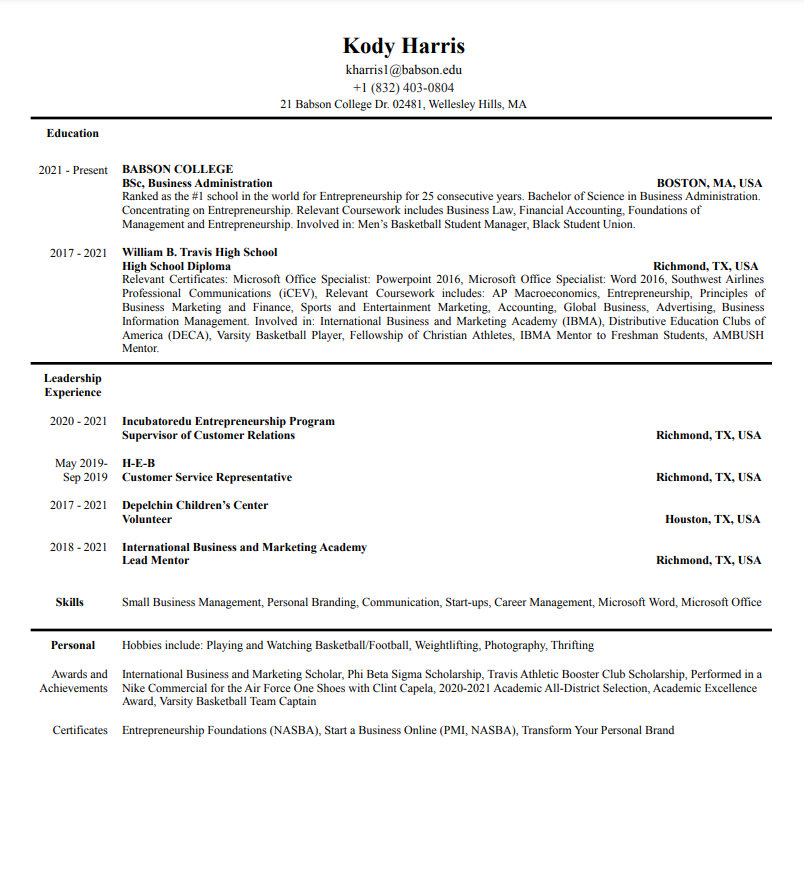 Kody Harris
kharris1@babson.edu
+1 (832) 403-0804
21 Babson College Dr. 02481, Wellesley Hills, MA
Education
2021 - Present BABSON COLLEGE
BSc, Business Administration BOSTON, MA, USA
Ranked as the #1 school in the world for Entrepreneurship for 25 consecutive years. Bachelor of Science in Business Administration.
Concentrating on Entrepreneurship. Relevant Coursework includes Business Law, Financial Accounting, Foundations of
Management and Entrepreneurship. Involved in: Men’s Basketball Student Manager, Black Student Union.
2017 - 2021 William B. Travis High School
High School Diploma Richmond, TX, USA
Relevant Certificates: Microsoft Office Specialist: Powerpoint 2016, Microsoft Office Specialist: Word 2016, Southwest Airlines
Professional Communications (iCEV), Relevant Coursework includes: AP Macroeconomics, Entrepreneurship, Principles of
Business Marketing and Finance, Sports and Entertainment Marketing, Accounting, Global Business, Advertising, Business
Information Management. Involved in: International Business and Marketing Academy (IBMA), Distributive Education Clubs of
America (DECA), Varsity Basketball Player, Fellowship of Christian Athletes, IBMA Mentor to Freshman Students, AMBUSH
Mentor.
Leadership
Experience
2020 - 2021 Incubatoredu Entrepreneurship Program
Supervisor of Customer Relations Richmond, TX, USA
May 2019- H-E-B
Sep 2019 Customer Service Representative Richmond, TX, USA
2017 - 2021 Depelchin Children’s Center
Volunteer Houston, TX, USA
2018 - 2021 International Business and Marketing Academy
Lead Mentor Richmond, TX, USA
Skills Small Business Management, Personal Branding, Communication, Start-ups, Career Management, Microsoft Word, Microsoft Office
Personal Hobbies include: Playing and Watching Basketball/Football, Weightlifting, Photography, Thrifting
Awards and International Business and Marketing Scholar, Phi Beta Sigma Scholarship, Travis Athletic Booster Club Scholarship, Performed in a
Achievements Nike Commercial for the Air Force One Shoes with Clint Capela, 2020-2021 Academic All-District Selection, Academic Excellence
Award, Varsity Basketball Team Captain
Certificates Entrepreneurship Foundations (NASBA), Start a Business Online (PMI, NASBA), Transform Your Personal Brand